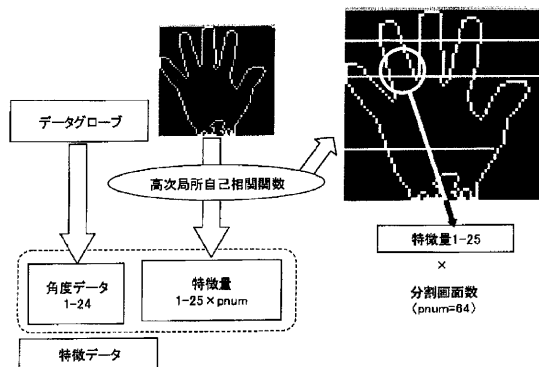 データグローブ
高次局所自己相関関数
角度データ
1-24
特徴量
1-25×pnum
特徴データ
特徴量1-25
×
分割画面数
（pnum=64）